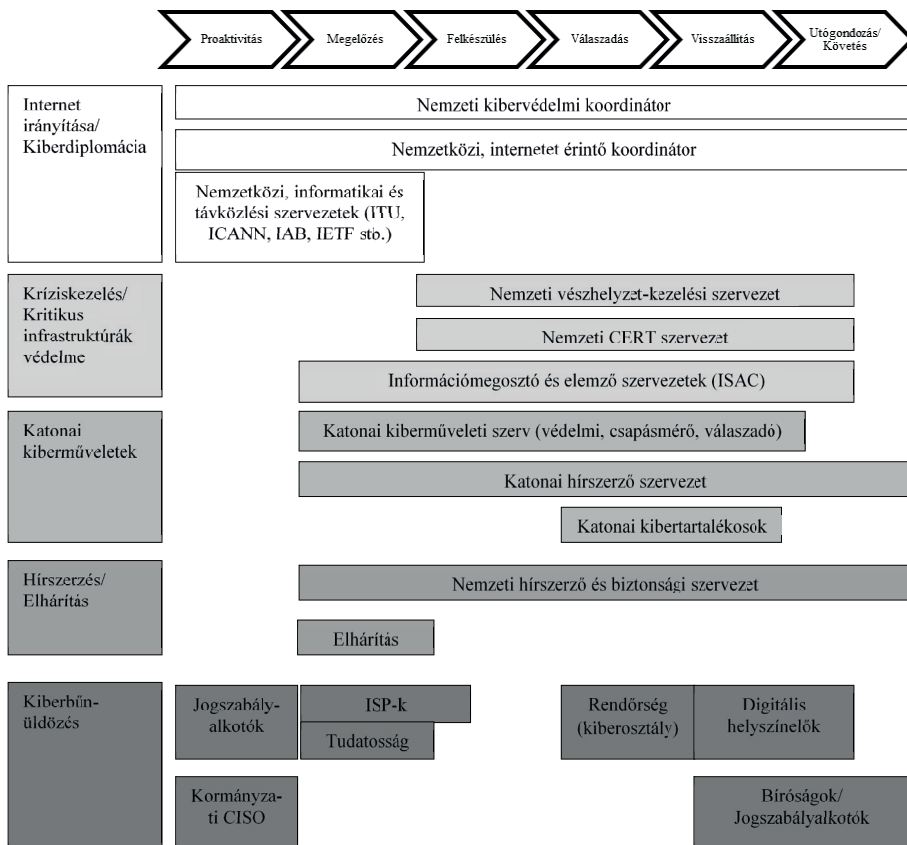 Proaktivitás
Megelőzés
Felkészülés
Válaszadás
Visszaállítás
Utógondozás/
Követés
Internet
irányítása/
Kiberdiplomácia
Nemzeti kibervédelmi koordinátor
Nemzetközi, internetet érintő koordinátor
Nemzetközi, informatikai és
távközlési szervezetek (ITU,
ICANN, IAB, IETF stb.)
Kríziskezelés/
Kritikus
infrastruktúrák
védelme
Nemzeti vészhelyzet-kezelési szervezet
Nemzeti CERT szervezet
Információmegosztó és elemző szervezetek (ISAC)
Katonai
kiberműveletek
Katonai kiberműveleti szerv (védelmi, csapásmérő, válaszadó)
Katonai hírszerző szervezet
Katonai kibertartalékosok
Hírszerzés/
Elhárítás
Nemzeti hírszerző és biztonsági szervezet
Elhárítás
Kiberbűn-
üldözés
Jogszabály-
alkotók
ISP-k
Tudatosság
Rendőrség
(kiberosztály)
Digitális
helyszínelők
Kormányza-
ti CISO
Bíróságok/
Jogszabályalkotók